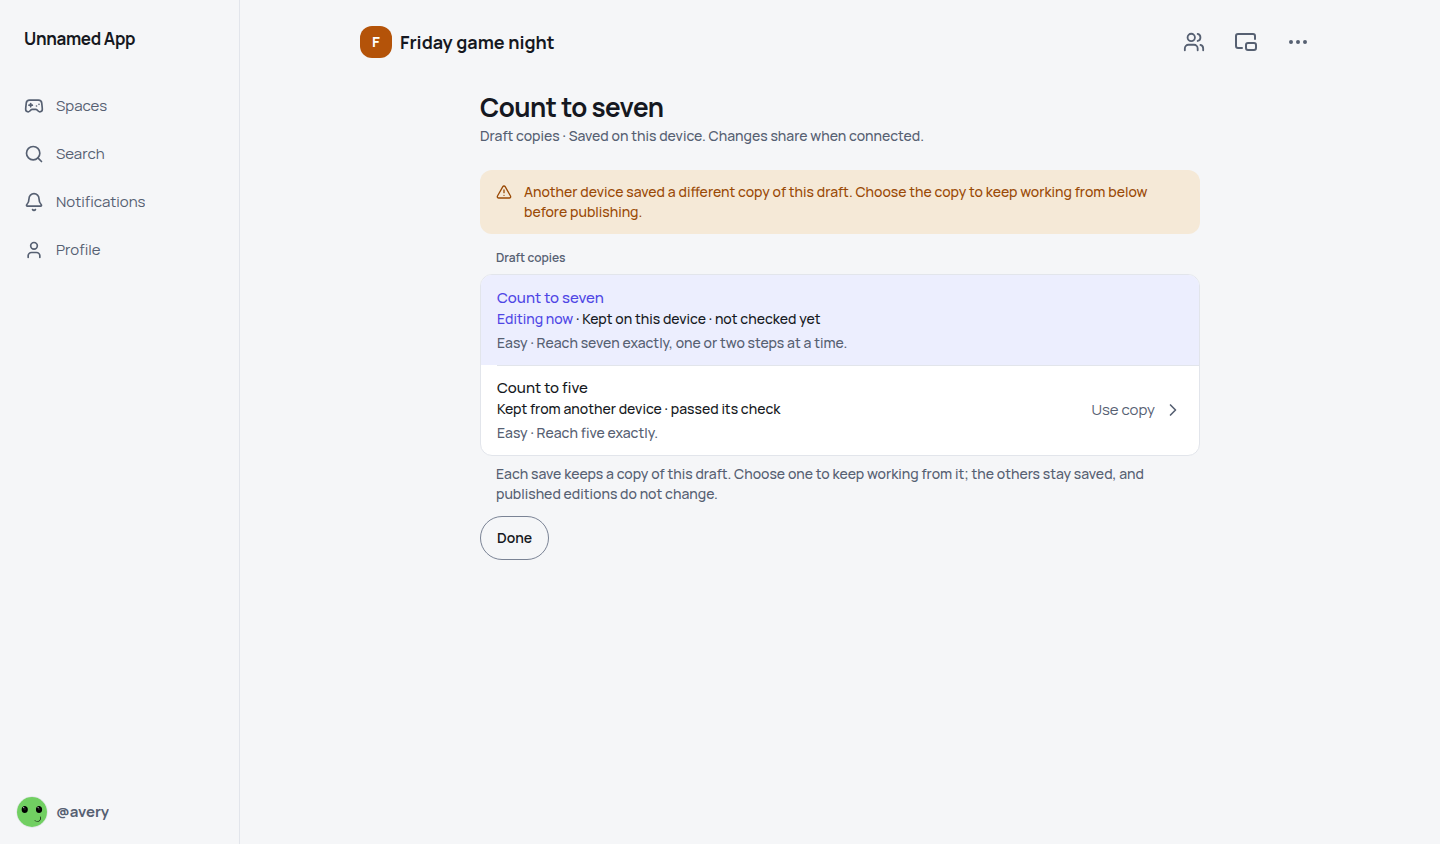 Unnamed App
Spaces
Search
Notifications
Profile
@avery
F Friday game night
Count to seven
Draft copies · Saved on this device. Changes share when connected.
Another device saved a different copy of this draft. Choose the copy to keep working from below
before publishing.
Draft copies
Count to seven
Editing now · Kept on this device · not checked yet
Easy · Reach seven exactly, one or two steps at a time.
Count to five
Kept from another device · passed its check
Easy · Reach five exactly.
Use copy
Each save keeps a copy of this draft. Choose one to keep working from it; the others stay saved, and
published editions do not change.
Done